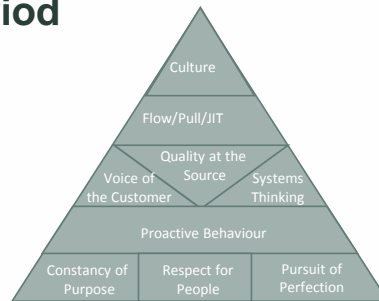 iod
Culture
Flow/Pull/JIT
Quality at the
Source
Voice of
the Customer
Systems
Thinking
Proactive Behaviour
Constancy of
Purpose
Respect for
People
Pursuit of
Perfection